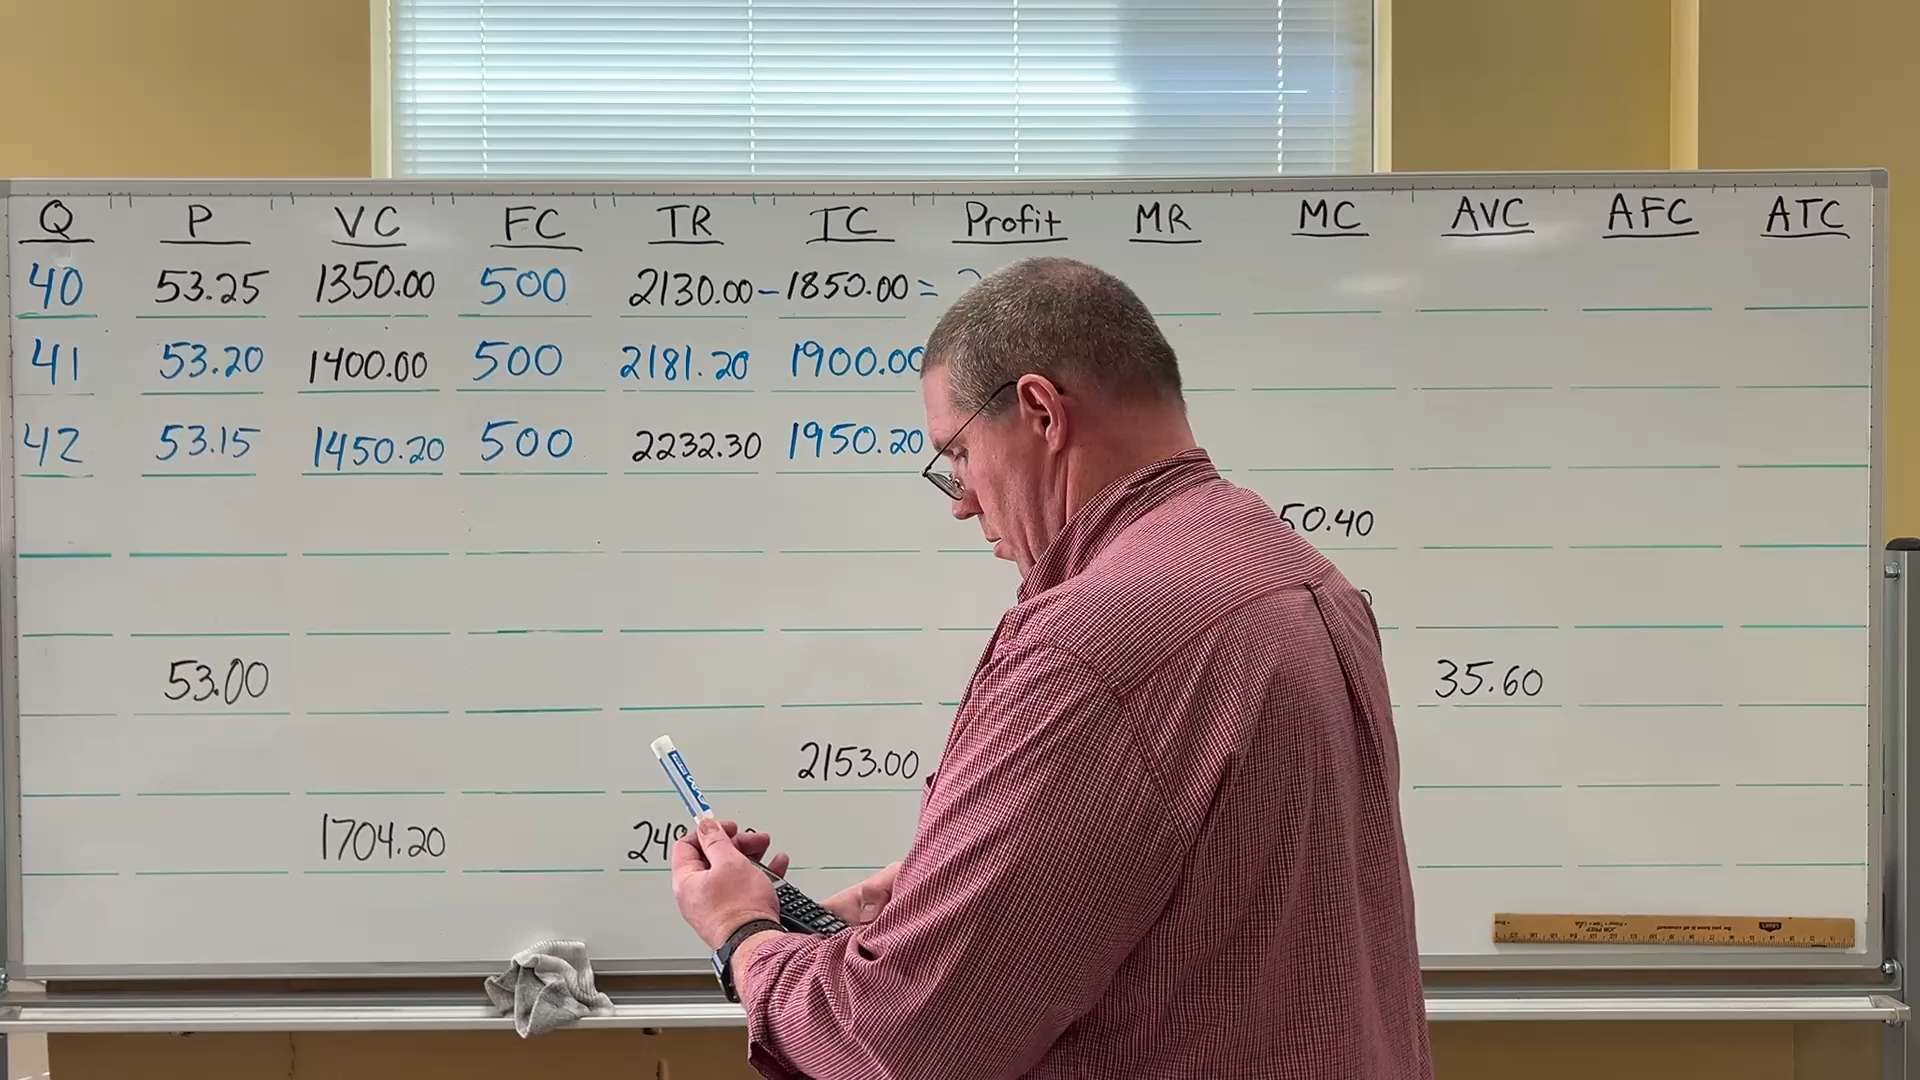 Q P VC FC TR TC Profit MR MC AVC AFC ATC
40 53.25 1350.00 500 2130.00 - 1850.00 =
41 53.20 1400.00 500 2181.20 1900.00
42 53.15 1450.20 500 2232.30 1950.20
50.40
53.00 35.60
2153.00
1704.20